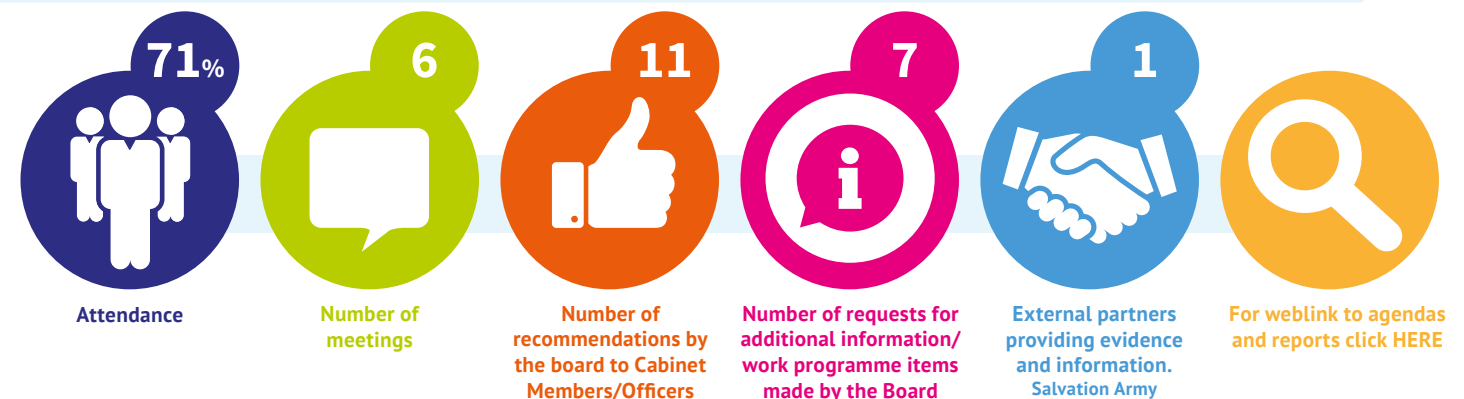 71%
6
11
7
1
Attendance
Number of
meetings
Number of
recommendations by
the board to Cabinet
Members/Officers
Number of requests for
additional information/
work programme items
made by the Board
External partners
providing evidence
and information.
Salvation Army
For weblink to agendas
and reports click HERE